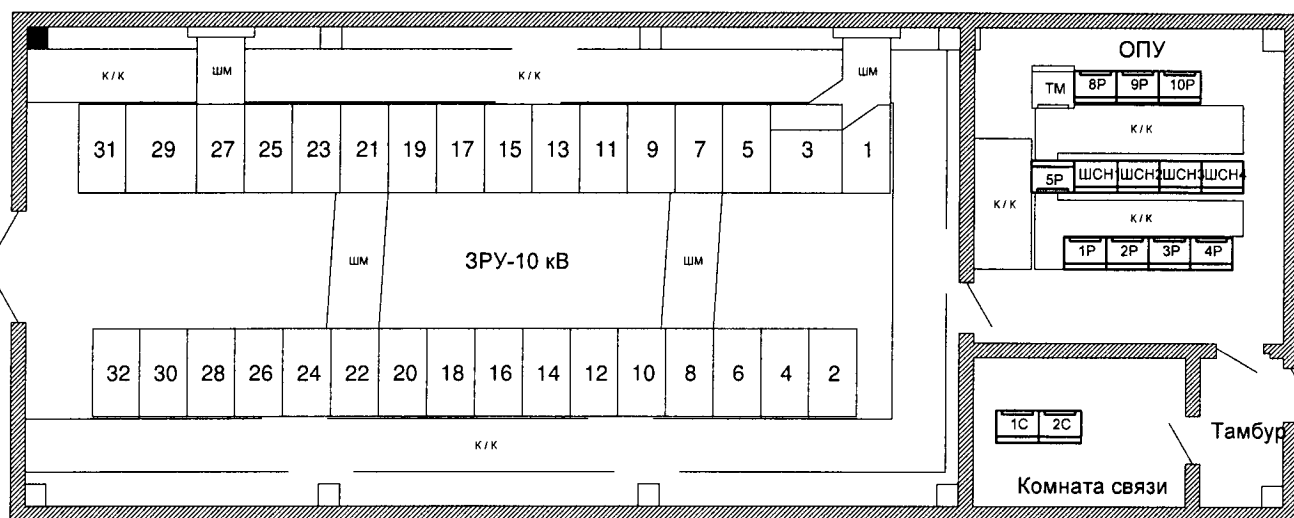 ОПУ
К / К
ШМ
К / К
ШМ
ТМ
8Р 9Р 10Р
К / К
31 29 27 25 23 21 19 17 15 13 11 9 7 5 3 1
5Р ШСН1 ШСН2 ШСН3 ШСН4
К / К
К / К
1Р 2Р 3Р 4Р
ШМ
ЗРУ-10 кВ
ШМ
32 30 28 26 24 22 20 18 16 14 12 10 8 6 4 2
1С 2С
Тамбур
К / К
Комната связи